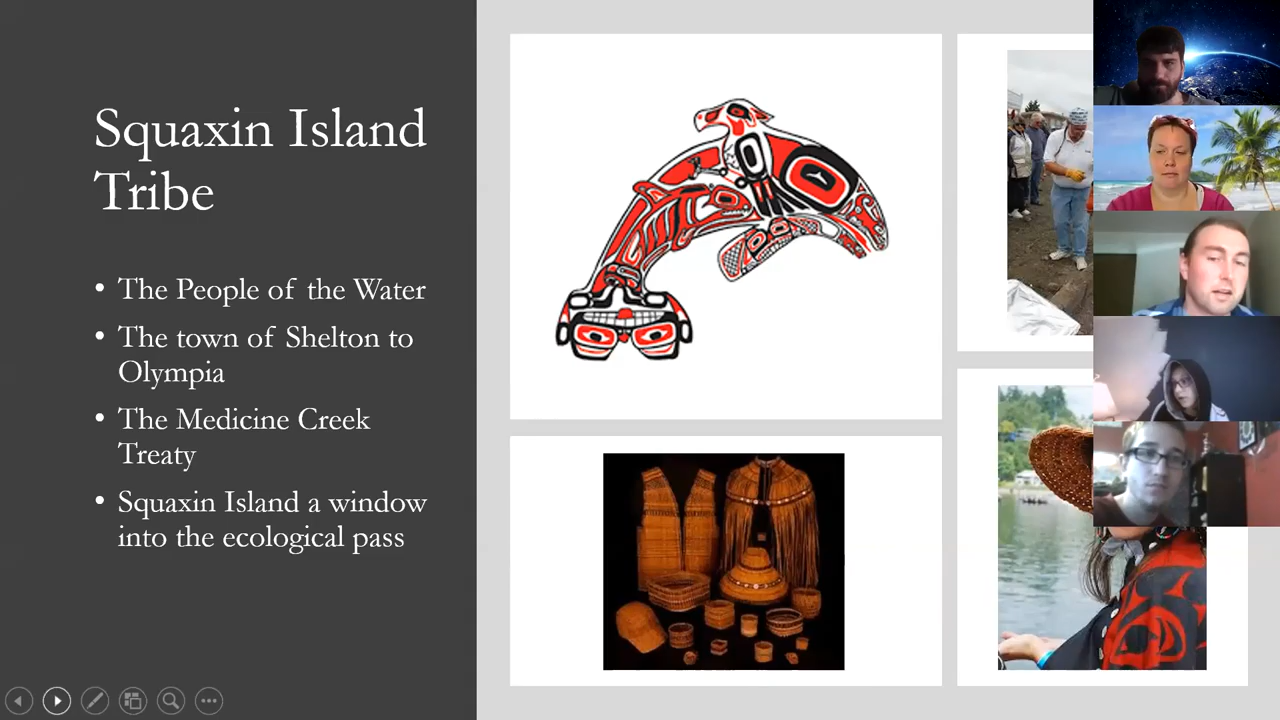 Squaxin Island
Tribe
• The People of the Water
• The town of Shelton to
Olympia
• The Medicine Creek
Treaty
• Squaxin Island a window
into the ecological pass